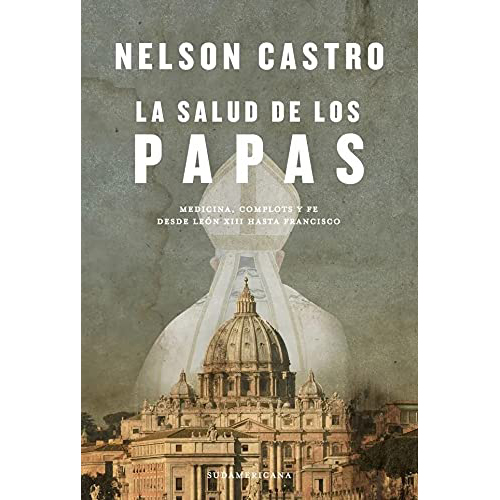 NELSON CASTRO
LA SALUD DE LOS
PAPAS
MEDICINA, COMPLOTS Y FE
DESDE LEÓN XIII HASTA FRANCISCO
SUDAMERICANA